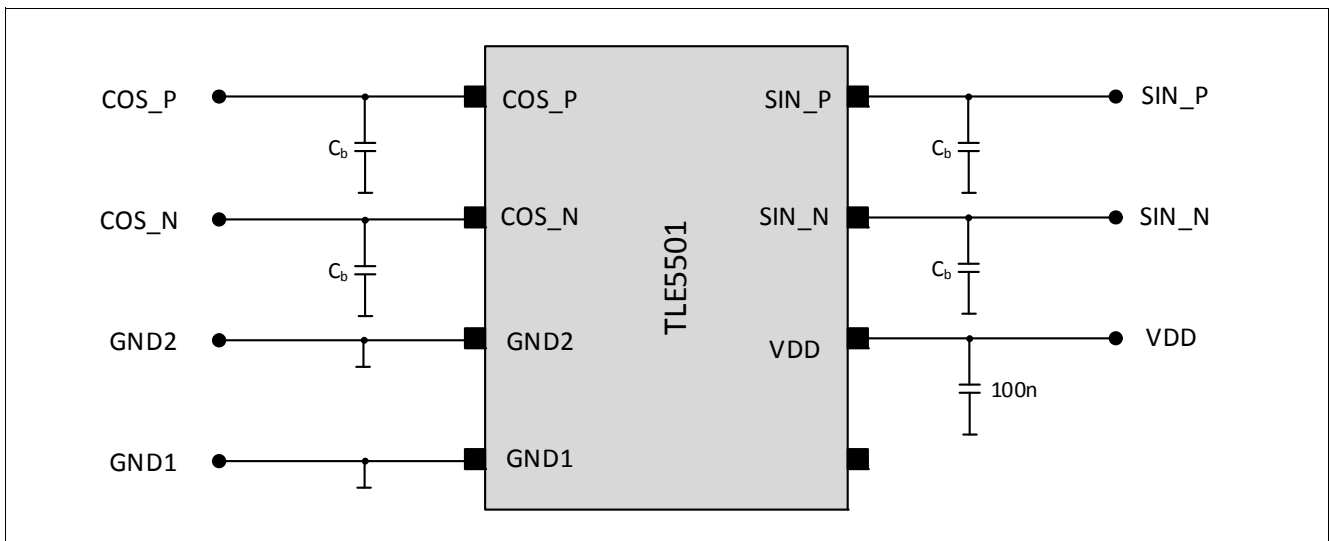 COS_P
COS_P
SIN_P
SIN_P
C_b
C_b
COS_N
COS_N
SIN_N
SIN_N
C_b
C_b
TLE5501
GND2
GND2
VDD
VDD
100n
GND1
GND1